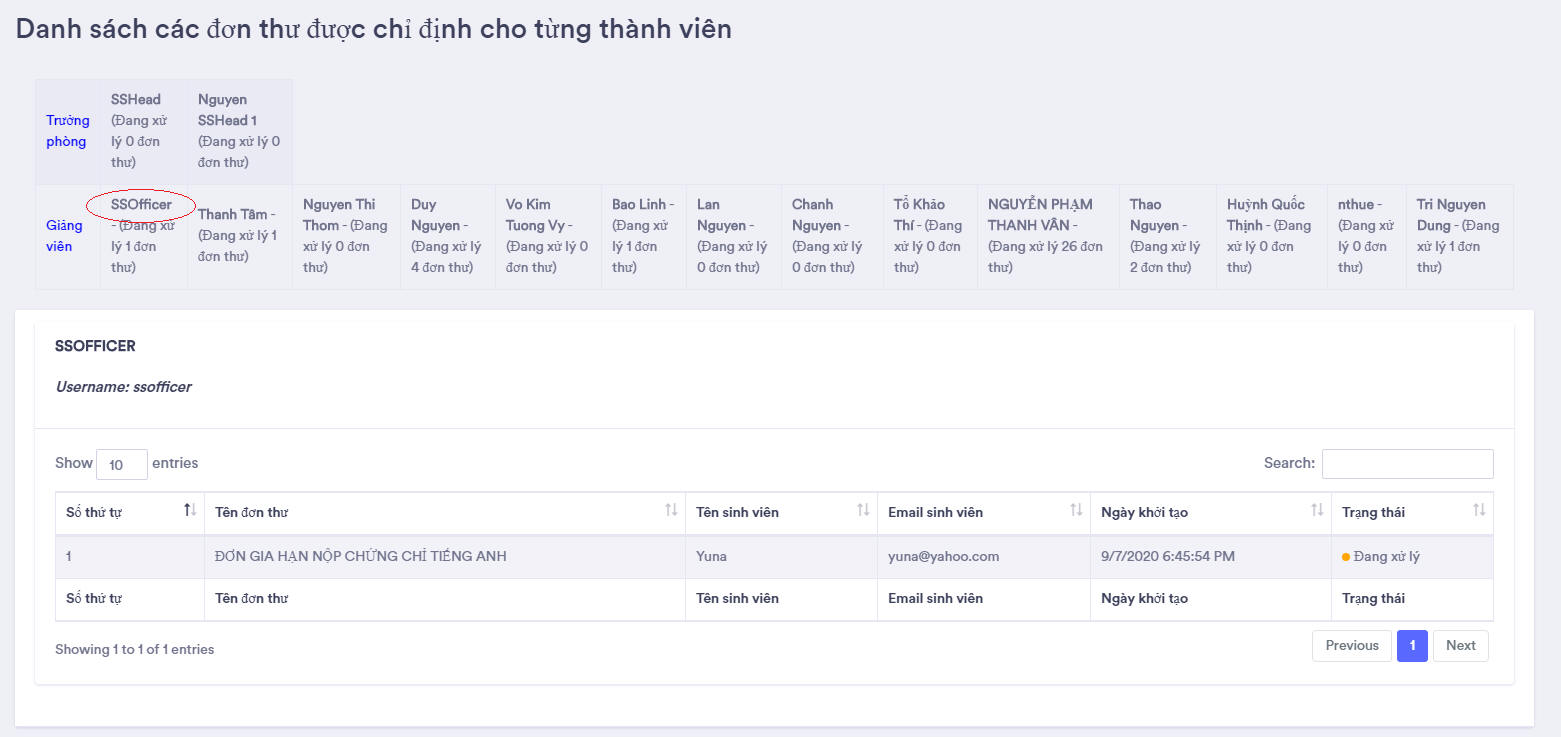 Danh sách các đơn thư được chỉ định cho từng thành viên
Trưởng
phòng
SSHead
(Đang xử
lý 0 đơn
thư)
Nguyen
SSHead 1
(Đang xử lý 0
đơn thư)
Giảng
viên
SSOfficer
- (Đang xử
lý 1 đơn
thư)
Thanh Tâm -
(Đang xử lý 1
đơn thư)
Nguyen Thi
Thom - (Đang
xử lý 0 đơn
thư)
Duy
Nguyen -
(Đang xử lý
4 đơn thư)
Vo Kim
Tuong Vy -
(Đang xử lý 0
đơn thư)
Bao Linh -
(Đang xử
lý 1 đơn
thư)
Lan
Nguyen -
(Đang xử lý
0 đơn thư)
Chanh
Nguyen -
(Đang xử lý
0 đơn thư)
Tổ Khảo
Thí - (Đang
xử lý 0 đơn
thư)
NGUYỄN PHẠM
THANH VÂN -
(Đang xử lý 26 đơn
thư)
Thao
Nguyen -
(Đang xử lý
2 đơn thư)
Huỳnh Quốc
Thịnh - (Đang
xử lý 0 đơn
thư)
nthue -
(Đang xử
lý 0 đơn
thư)
Tri Nguyen
Dung - (Đang
xử lý 1 đơn
thư)
SSOFFICER
Username: ssofficer
Show 10 entries
Search:
Số thứ tự Tên đơn thư Tên sinh viên Email sinh viên Ngày khởi tạo Trạng thái
1 ĐƠN GIA HẠN NỘP CHỨNG CHỈ TIẾNG ANH Yuna yuna@yahoo.com 9/7/2020 6:45:54 PM Đang xử lý
Số thứ tự Tên đơn thư Tên sinh viên Email sinh viên Ngày khởi tạo Trạng thái
Showing 1 to 1 of 1 entries
Previous 1 Next